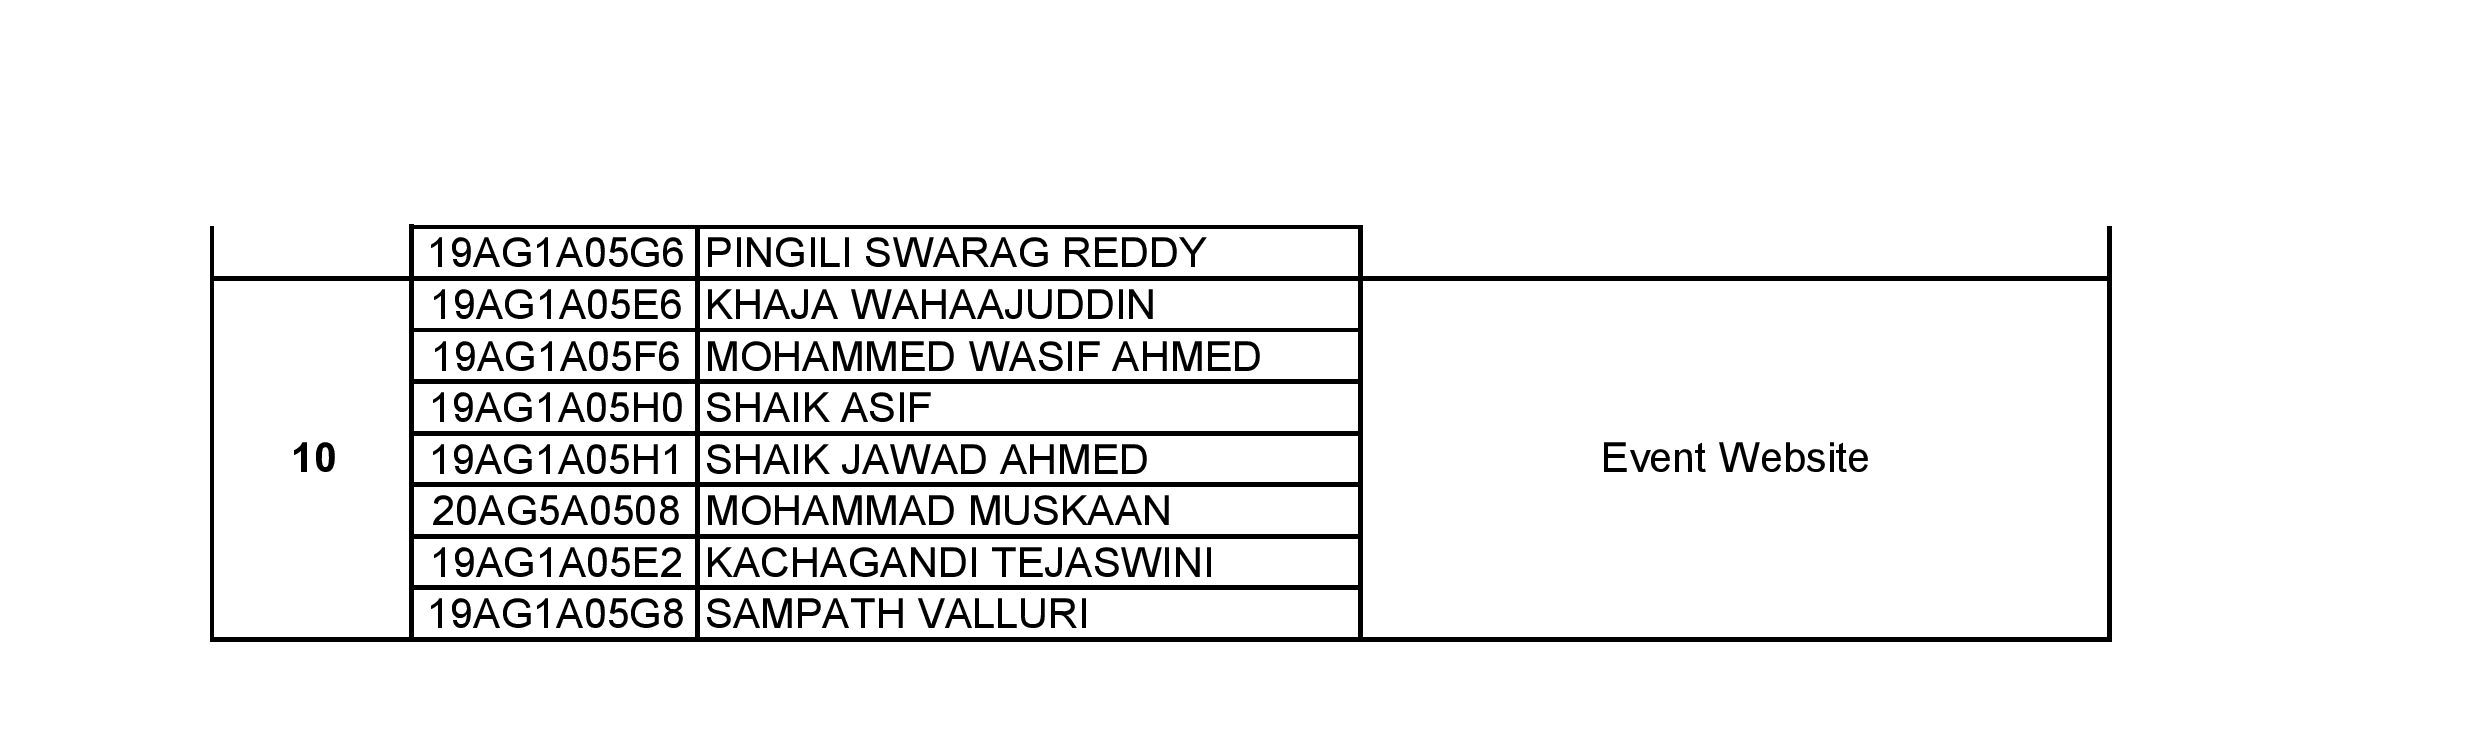 19AG1A05G6 PINGILI SWARAG REDDY
19AG1A05E6 KHAJA WAHAAJUDDIN
19AG1A05F6 MOHAMMED WASIF AHMED
19AG1A05H0 SHAIK ASIF
10 19AG1A05H1 SHAIK JAWAD AHMED Event Website
20AG5A0508 MOHAMMAD MUSKAAN
19AG1A05E2 KACHAGANDI TEJASWINI
19AG1A05G8 SAMPATH VALLURI